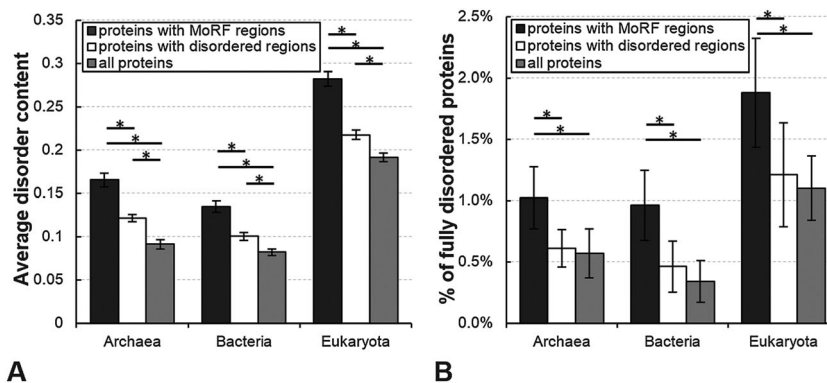 Average disorder content
0.35
0.3
0.25
0.2
0.15
0.1
0.05
0
proteins with MoRF regions
proteins with disordered regions
all proteins
* * *
* * *
* * *
Archaea Bacteria Eukaryota
A
% of fully disordered proteins
2.5%
2.0%
1.5%
1.0%
0.5%
0.0%
proteins with MoRF regions
proteins with disordered regions
all proteins
* *
* *
* *
Archaea Bacteria Eukaryota
B